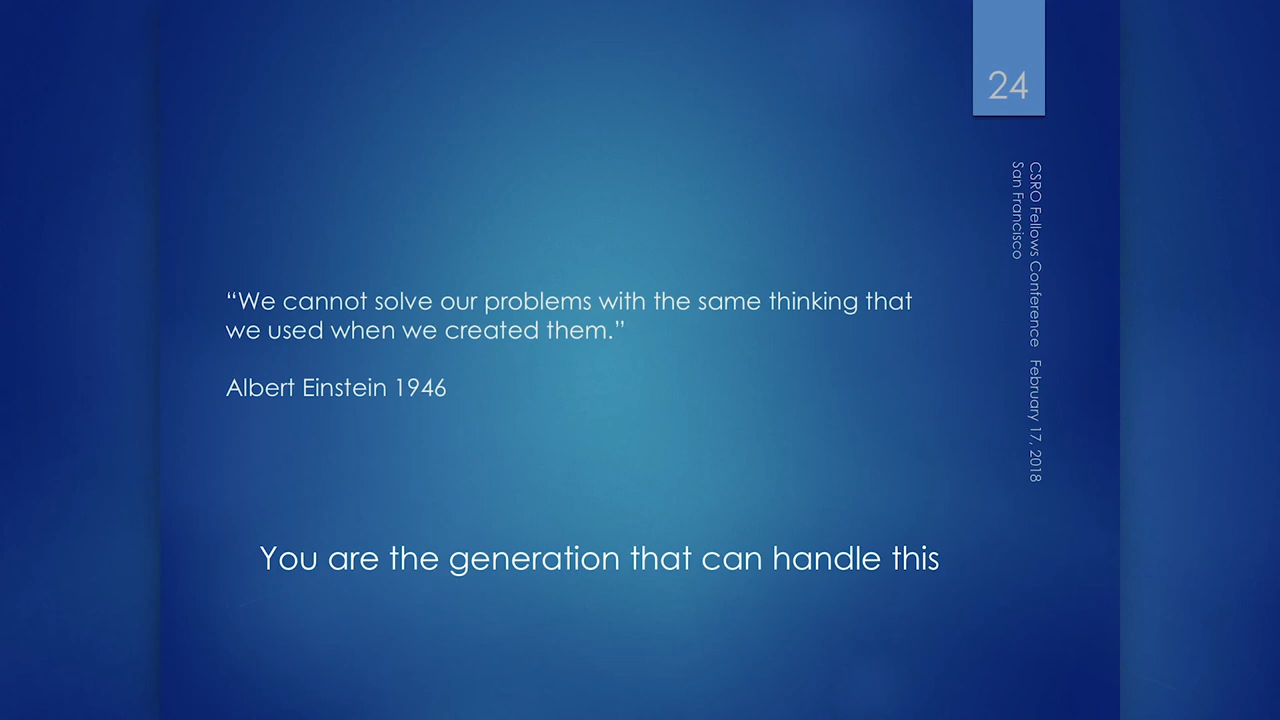 24
CSRO Fellows Conference February 17, 2018
San Francisco
“We cannot solve our problems with the same thinking that
we used when we created them.”
Albert Einstein 1946
You are the generation that can handle this